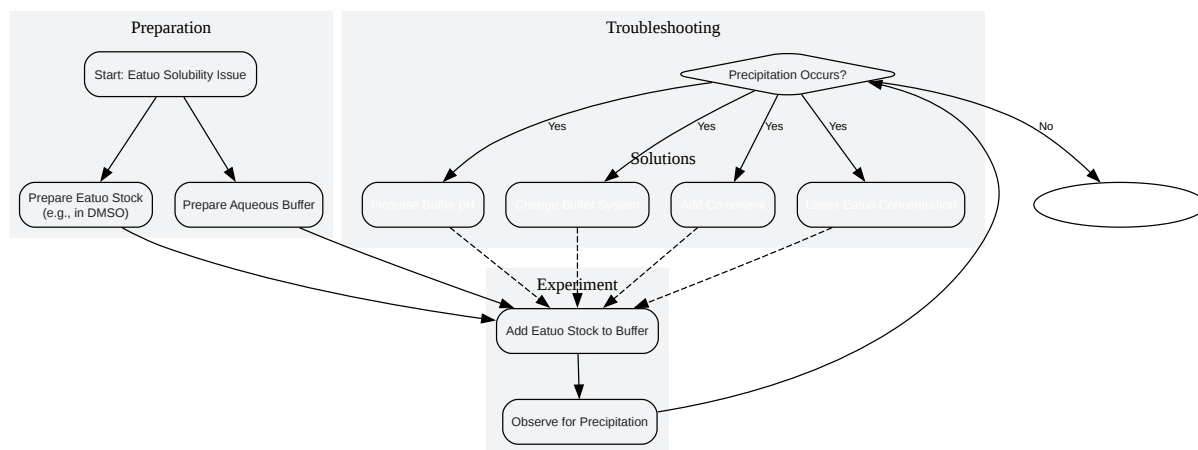 Preparation
Troubleshooting
Start: Eatuo Solubility Issue
Precipitation Occurs?
Yes
Yes
Yes
Yes
No
Solutions
Prepare Eatuo Stock
(e.g., in DMSO)
Prepare Aqueous Buffer
Increase Buffer pH
Change Buffer System
Add Co-solvent
Lower Eatuo Concentration
Experiment
Add Eatuo Stock to Buffer
Observe for Precipitation